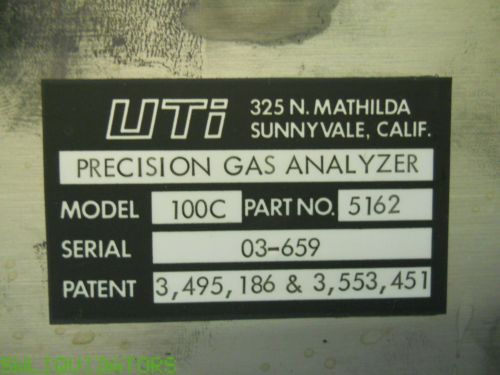 UTi 325 N. MATHILDA
SUNNYVALE, CALIF.
PRECISION GAS ANALYZER
MODEL 100C PART NO. 5162
SERIAL 03-659
PATENT 3,495,186 & 3,553,451